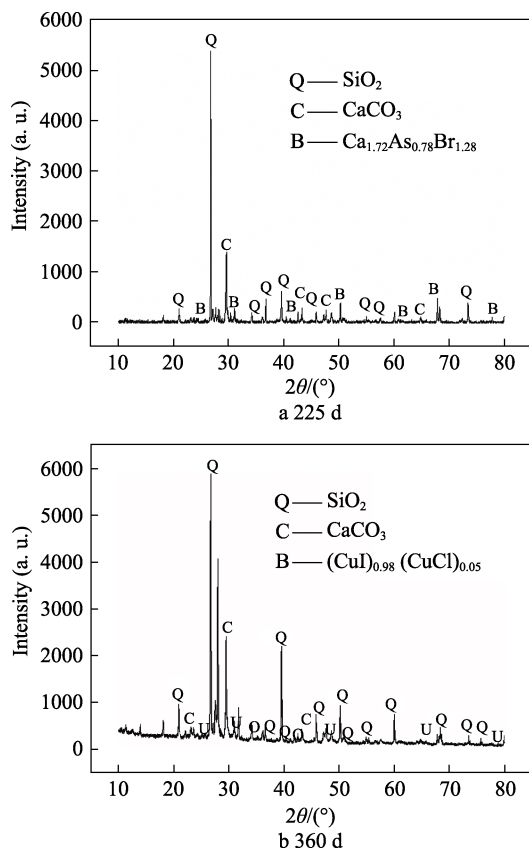 6000
5000
4000
3000
2000
1000
0
Intensity (a. u.)
Q
Q — SiO₂
C — CaCO₃
B — Ca₁.₇₂As₀.₇₈Br₁.₂₈
C
Q B B Q Q Q B C Q C B Q Q B C B Q B
10 20 30 40 50 60 70 80
2θ/(°)
a 225 d
6000
5000
4000
3000
2000
1000
0
Intensity (a. u.)
Q
Q — SiO₂
C — CaCO₃
B — (CuI)₀.₉₈ (CuCl)₀.₀₅
C
Q
Q C U U Q Q C Q U Q Q Q Q U Q Q Q U
10 20 30 40 50 60 70 80
2θ/(°)
b 360 d